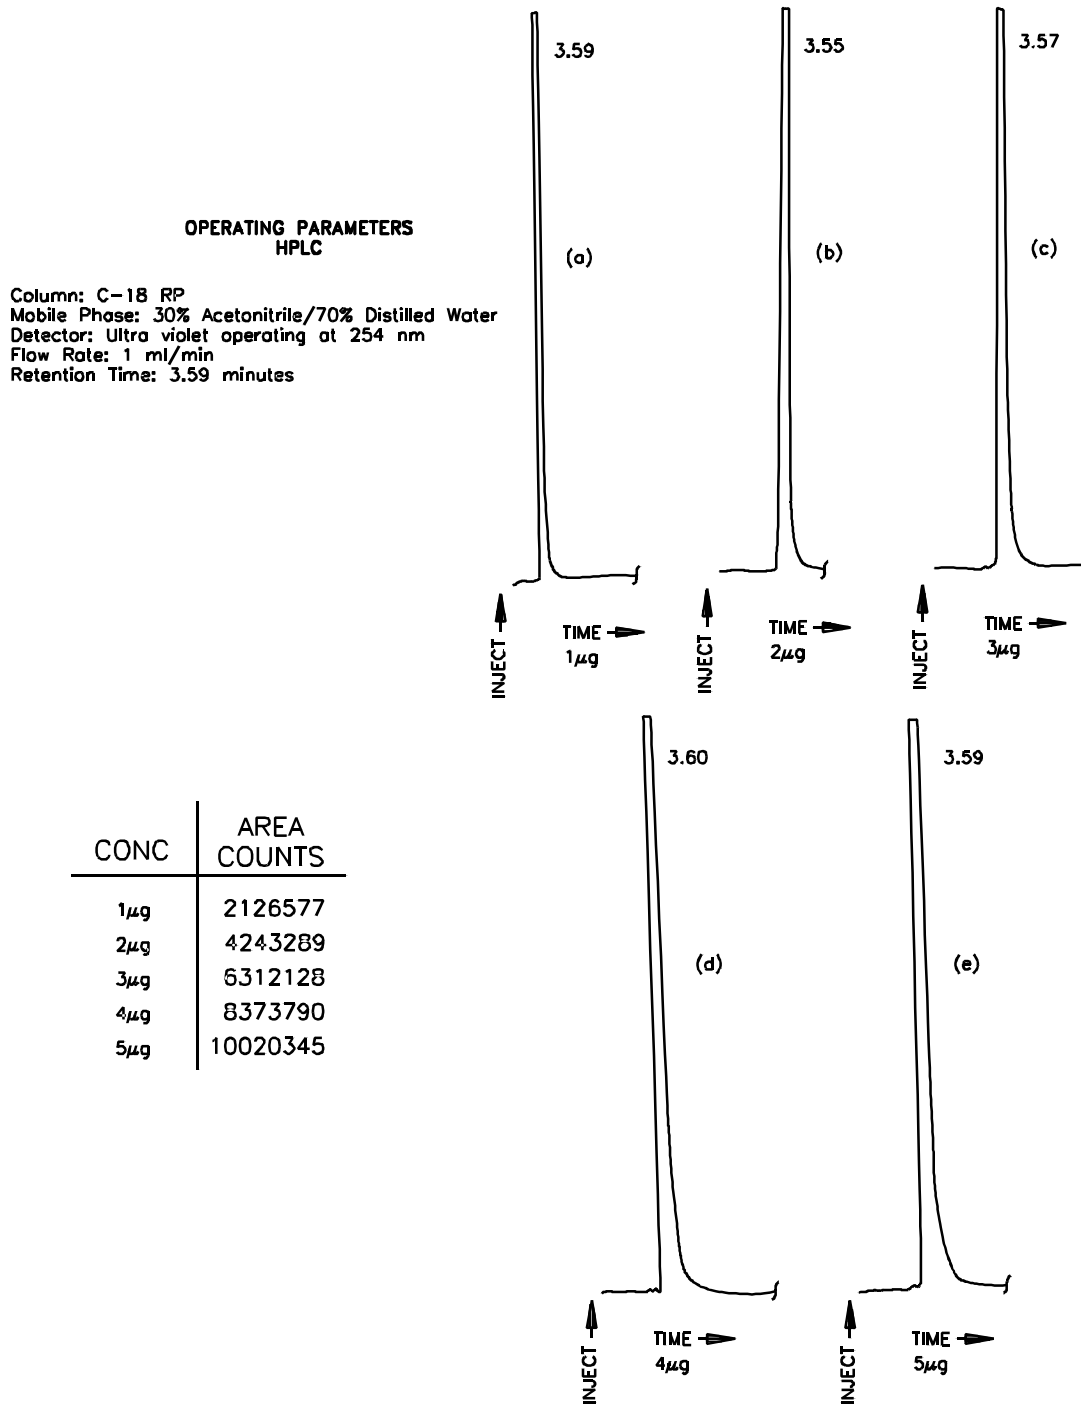 3.59
3.55
3.57
OPERATING PARAMETERS
HPLC
(a)
(b)
(c)
Column: C-18 RP
Mobile Phase: 30% Acetonitrile/70% Distilled Water
Detector: Ultra violet operating at 254 nm
Flow Rate: 1 ml/min
Retention Time: 3.59 minutes
INJECT
TIME
1μg
INJECT
TIME
2μg
INJECT
TIME
3μg
3.60
3.59
CONC AREA COUNTS
1μg 2126577
2μg 4243289
3μg 6312128
4μg 8373790
5μg 10020345
(d)
(e)
INJECT
TIME
4μg
INJECT
TIME
5μg